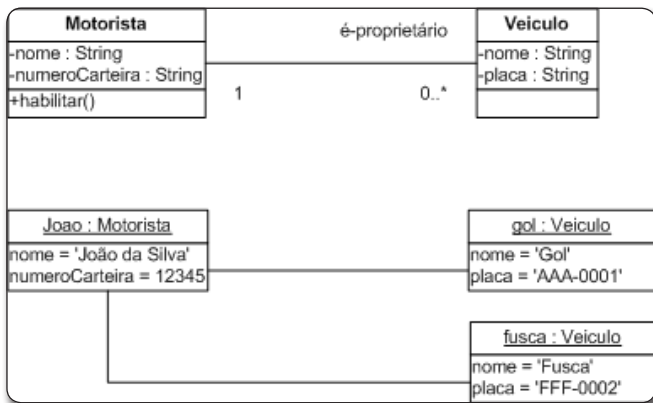 Motorista
-nome : String
-numeroCarteira : String
+habilitar()
é-proprietário
1
0..*
Veiculo
-nome : String
-placa : String
Joao : Motorista
nome = 'João da Silva'
numeroCarteira = 12345
gol : Veiculo
nome = 'Gol'
placa = 'AAA-0001'
fusca : Veiculo
nome = 'Fusca'
placa = 'FFF-0002'